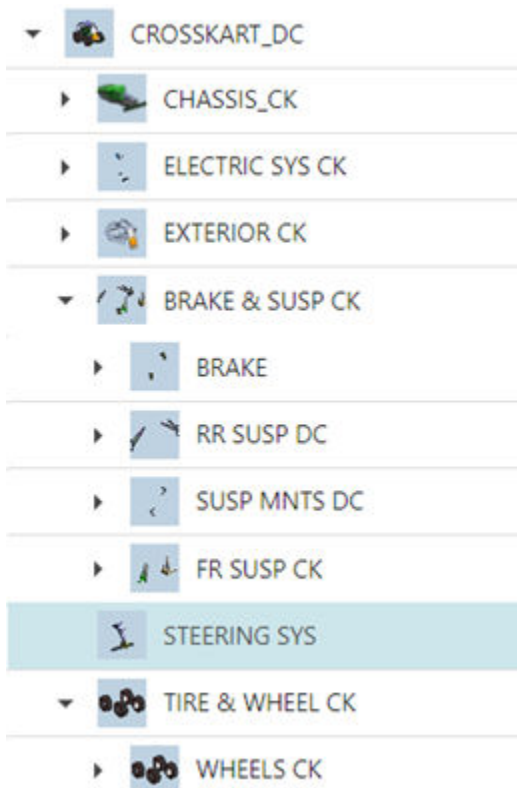 CROSSKART_DC
CHASSIS_CK
ELECTRIC SYS CK
EXTERIOR CK
BRAKE & SUSP CK
BRAKE
RR SUSP DC
SUSP MNTS DC
FR SUSP CK
STEERING SYS
TIRE & WHEEL CK
WHEELS CK